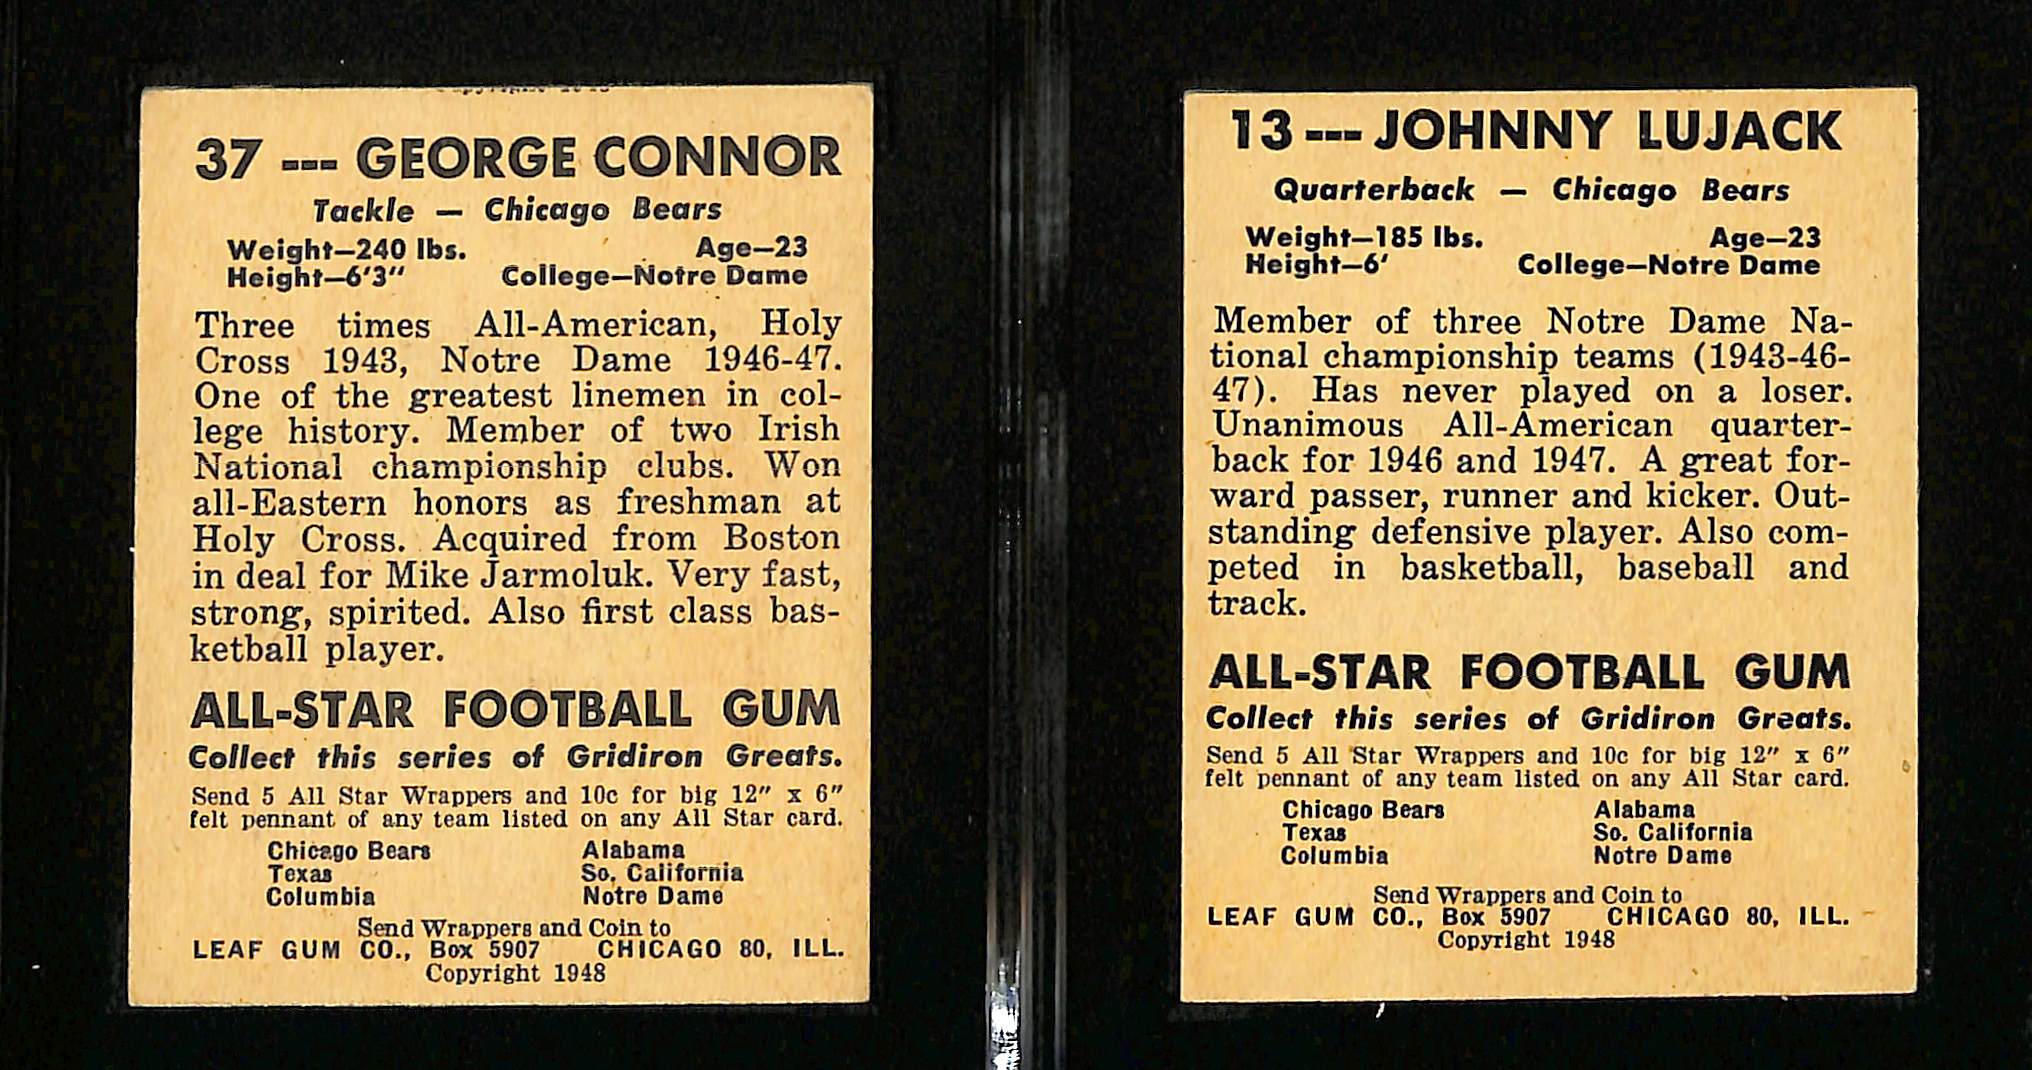 37 --- GEORGE CONNOR
Tackle — Chicago Bears
Weight—240 lbs. Age—23
Height—6'3" College—Notre Dame
Three times All-American, Holy
Cross 1943, Notre Dame 1946-47.
One of the greatest linemen in col-
lege history. Member of two Irish
National championship clubs. Won
all-Eastern honors as freshman at
Holy Cross. Acquired from Boston
in deal for Mike Jarmoluk. Very fast,
strong, spirited. Also first class bas-
ketball player.
ALL-STAR FOOTBALL GUM
Collect this series of Gridiron Greats.
Send 5 All Star Wrappers and 10c for big 12" x 6"
felt pennant of any team listed on any All Star card.
Chicago Bears Alabama
Texas So. California
Columbia Notre Dame
Send Wrappers and Coin to
LEAF GUM CO., Box 5907 CHICAGO 80, ILL.
Copyright 1948
13 --- JOHNNY LUJACK
Quarterback — Chicago Bears
Weight—185 lbs. Age—23
Height—6' College—Notre Dame
Member of three Notre Dame Na-
tional championship teams (1943-46-
47). Has never played on a loser.
Unanimous All-American quarter-
back for 1946 and 1947. A great for-
ward passer, runner and kicker. Out-
standing defensive player. Also com-
peted in basketball, baseball and
track.
ALL-STAR FOOTBALL GUM
Collect this series of Gridiron Greats.
Send 5 All Star Wrappers and 10c for big 12" x 6"
felt pennant of any team listed on any All Star card.
Chicago Bears Alabama
Texas So. California
Columbia Notre Dame
Send Wrappers and Coin to
LEAF GUM CO., Box 5907 CHICAGO 80, ILL.
Copyright 1948